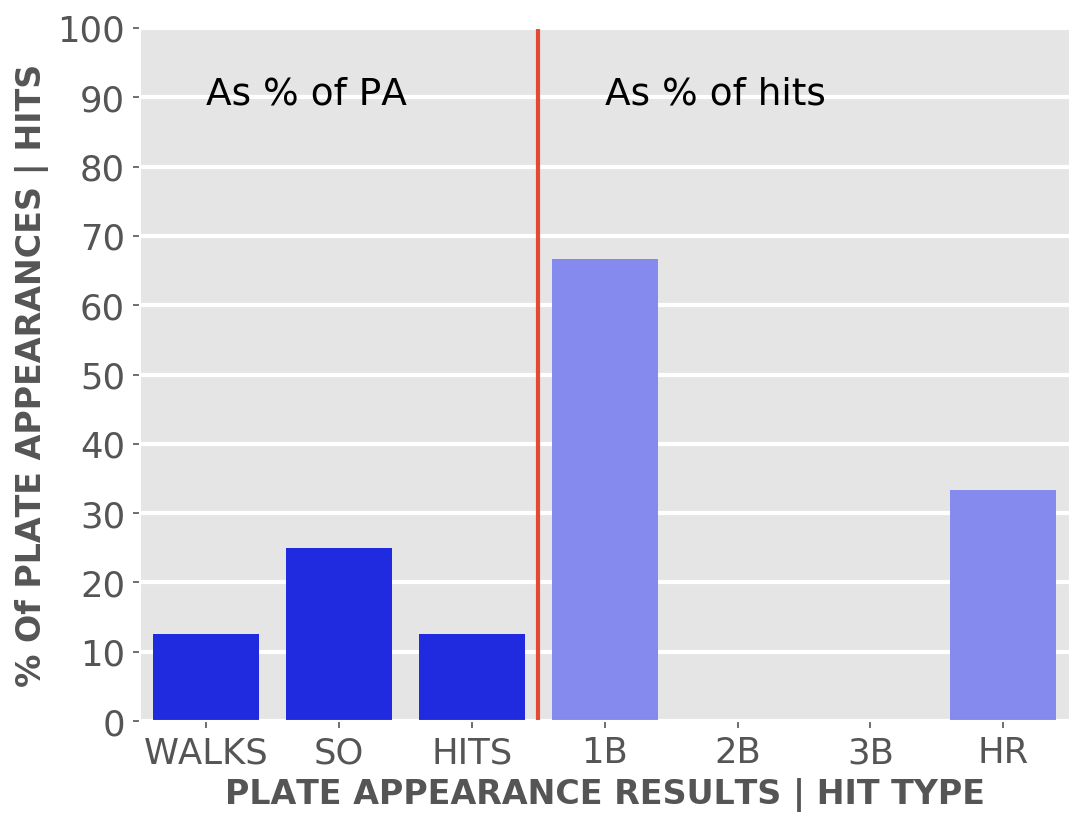 % Of PLATE APPEARANCES | HITS
100
90
80
70
60
50
40
30
20
10
0
As % of PA
As % of hits
WALKS SO HITS 1B 2B 3B HR
PLATE APPEARANCE RESULTS | HIT TYPE